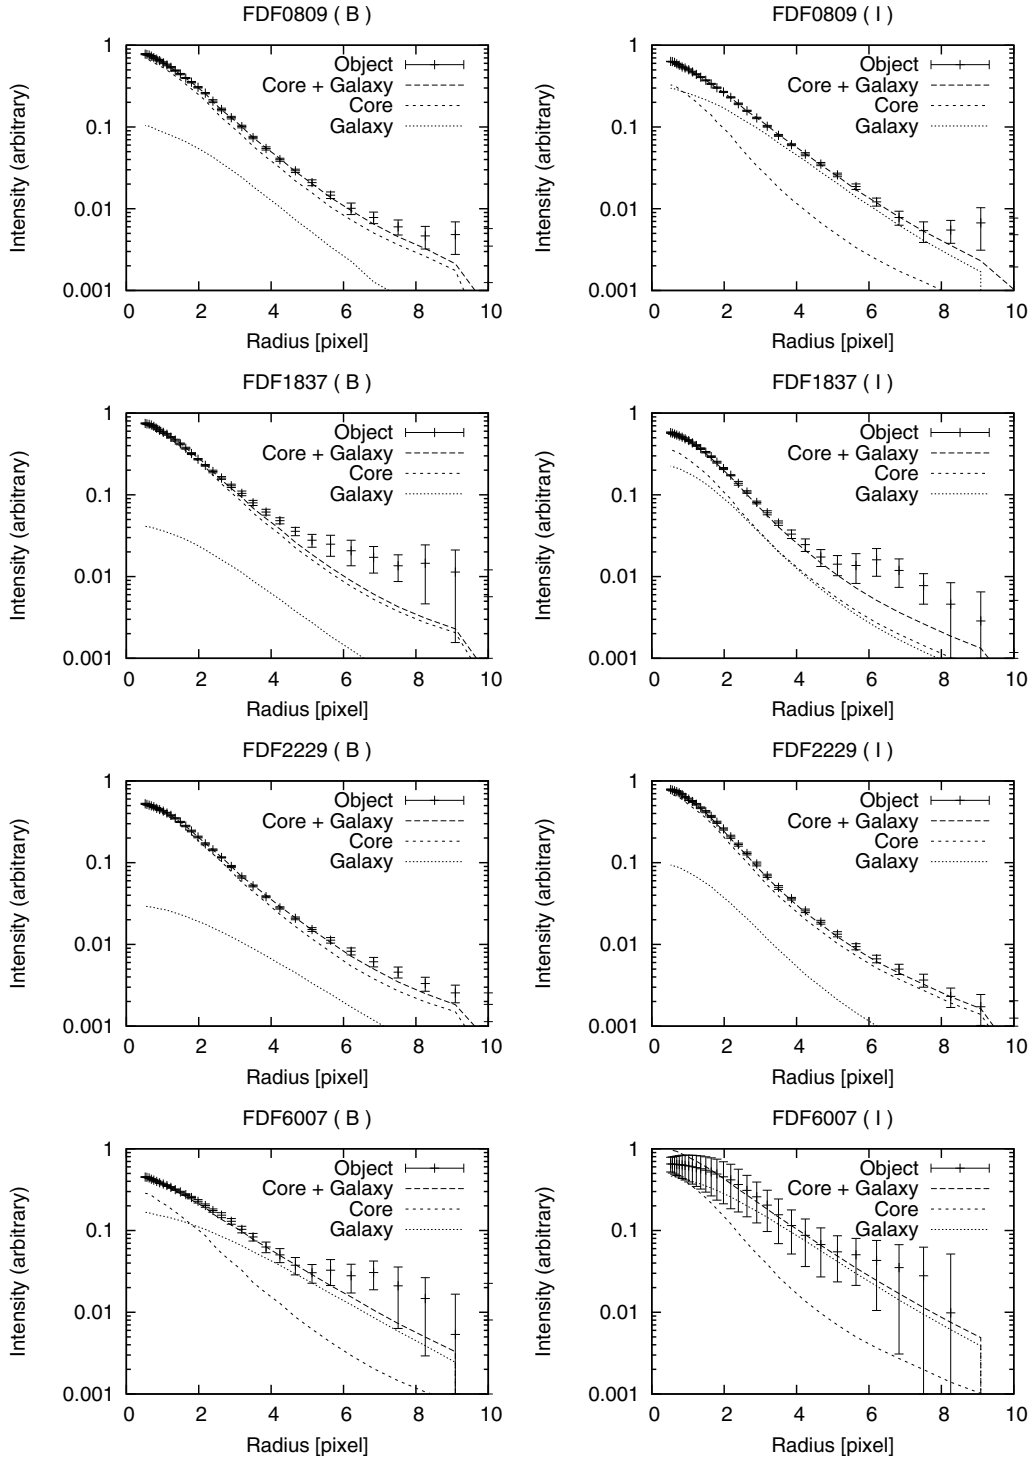 FDF0809 ( B )
1
0.1
0.01
0.001
0 2 4 6 8 10
Intensity (arbitrary)
Radius [pixel]
Object
Core + Galaxy
Core
Galaxy
FDF0809 ( I )
1
0.1
0.01
0.001
0 2 4 6 8 10
Intensity (arbitrary)
Radius [pixel]
Object
Core + Galaxy
Core
Galaxy
FDF1837 ( B )
1
0.1
0.01
0.001
0 2 4 6 8 10
Intensity (arbitrary)
Radius [pixel]
Object
Core + Galaxy
Core
Galaxy
FDF1837 ( I )
1
0.1
0.01
0.001
0 2 4 6 8 10
Intensity (arbitrary)
Radius [pixel]
Object
Core + Galaxy
Core
Galaxy
FDF2229 ( B )
1
0.1
0.01
0.001
0 2 4 6 8 10
Intensity (arbitrary)
Radius [pixel]
Object
Core + Galaxy
Core
Galaxy
FDF2229 ( I )
1
0.1
0.01
0.001
0 2 4 6 8 10
Intensity (arbitrary)
Radius [pixel]
Object
Core + Galaxy
Core
Galaxy
FDF6007 ( B )
1
0.1
0.01
0.001
0 2 4 6 8 10
Intensity (arbitrary)
Radius [pixel]
Object
Core + Galaxy
Core
Galaxy
FDF6007 ( I )
1
0.1
0.01
0.001
0 2 4 6 8 10
Intensity (arbitrary)
Radius [pixel]
Object
Core + Galaxy
Core
Galaxy